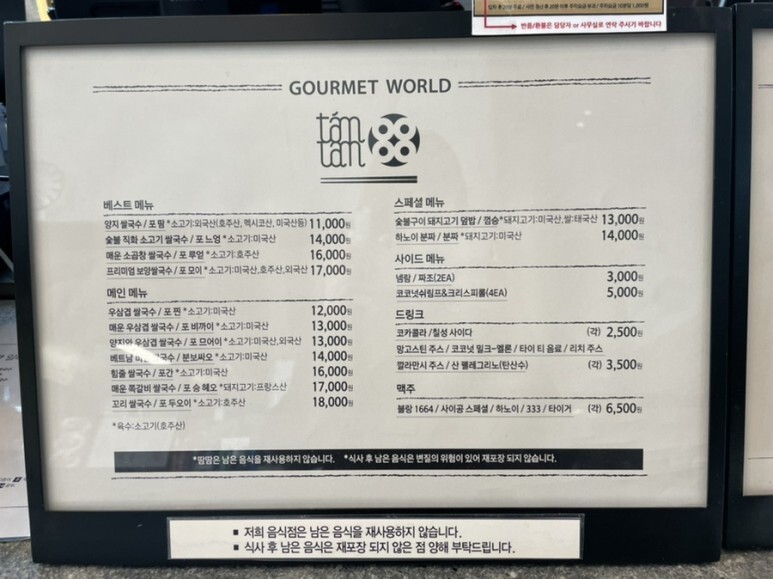 반품/환불은 담당자 or 사무실로 연락 주시기 바랍니다
GOURMET WORLD
tám
tám
베스트 메뉴
양지 쌀국수 / 포 땀 *소고기:외국산(호주산, 멕시코산, 미국산등) 11,000원
숯불 직화 소고기 쌀국수 / 포 느엉 *소고기:미국산 14,000원
매운 소곱창 쌀국수 / 포 루얼 *소고기:호주산 16,000원
프리미엄 보양쌀국수 / 포 모이 *소고기:미국산,호주산,외국산 17,000원
메인 메뉴
우삼겹 쌀국수 / 포 찐 *소고기:미국산 12,000원
매운 우삼겹 쌀국수 / 포 비까이 *소고기:미국산 13,000원
양지와 우삼겹 쌀국수 / 포 므어이 *소고기:미국산,외국산 13,000원
베트남 쌀국수 / 분보싸오 *소고기:미국산 14,000원
힘줄 쌀국수 / 포간 *소고기:미국산 16,000원
매운 쪽갈비 쌀국수 / 포 슴 헤오 *돼지고기:프랑스산 17,000원
꼬리 쌀국수 / 포 두오이 *소고기:호주산 18,000원
*육수:소고기(호주산)
스페셜 메뉴
숯불구이 돼지고기 덮밥 / 껌승 *돼지고기:미국산,쌀:태국산 13,000원
하노이 분짜 / 분짜 *돼지고기:미국산 14,000원
사이드 메뉴
넴람 / 짜조(2EA) 3,000원
코코넛쉬림프&크리스피롤(4EA) 5,000원
드링크
코카콜라 / 칠성 사이다 (각) 2,500원
망고스틴 주스 / 코코넛 밀크-멜론 / 타이 티 음료 / 리치 주스
깔라만시 주스 / 산 펠레그리노(탄산수) (각) 3,500원
맥주
블랑 1664 / 사이공 스페셜 / 하노이 / 333 / 타이거 (각) 6,500원
*땀땀은 남은 음식을 재사용하지 않습니다. *식사 후 남은 음식은 변질의 위험이 있어 재포장 되지 않습니다.
■ 저희 음식점은 남은 음식을 재사용하지 않습니다.
■ 식사 후 남은 음식은 재포장 되지 않은 점 양해 부탁드립니다.